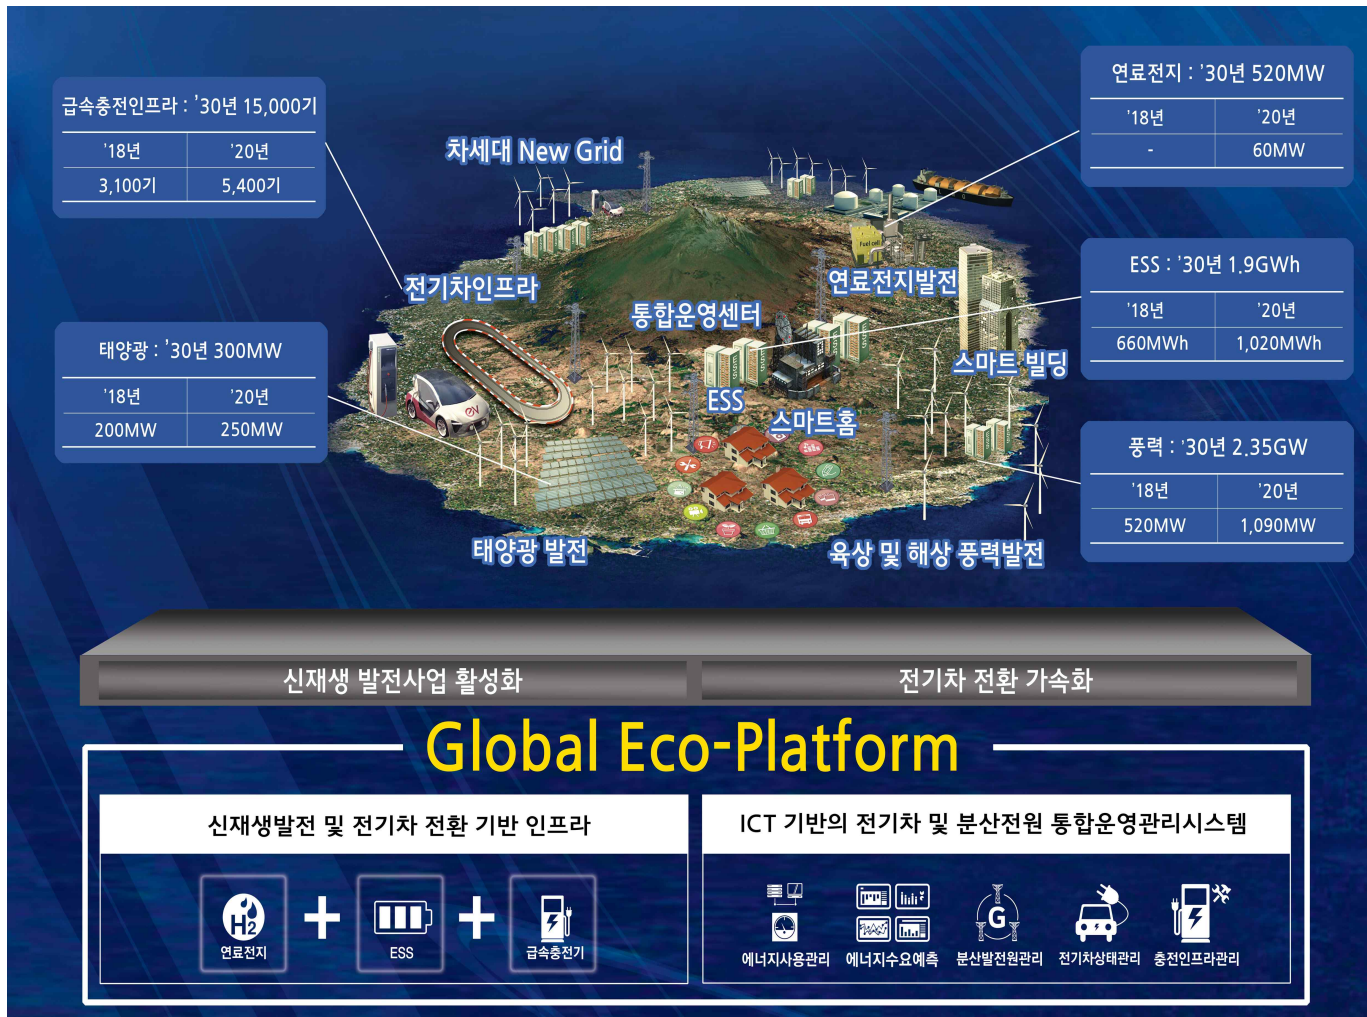 급속충전인프라 : '30년 15,000기
'18년 '20년
3,100기 5,400기
태양광 : '30년 300MW
'18년 '20년
200MW 250MW
차세대 New Grid
전기차인프라
통합운영센터
연료전지발전
Fuel cell
스마트 빌딩
ESS
스마트홈
태양광 발전
육상 및 해상 풍력발전
연료전지 : '30년 520MW
'18년 '20년
- 60MW
ESS : '30년 1.9GWh
'18년 '20년
660MWh 1,020MWh
풍력 : '30년 2.35GW
'18년 '20년
520MW 1,090MW
신재생 발전사업 활성화
전기차 전환 가속화
Global Eco-Platform
신재생발전 및 전기차 전환 기반 인프라
H2
연료전지
+
ESS
+
급속충전기
ICT 기반의 전기차 및 분산전원 통합운영관리시스템
G
에너지사용관리 에너지수요예측 분산발전원관리 전기차상태관리 충전인프라관리